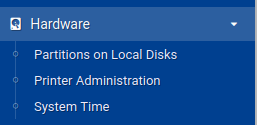 Hardware
Partitions on Local Disks
Printer Administration
System Time